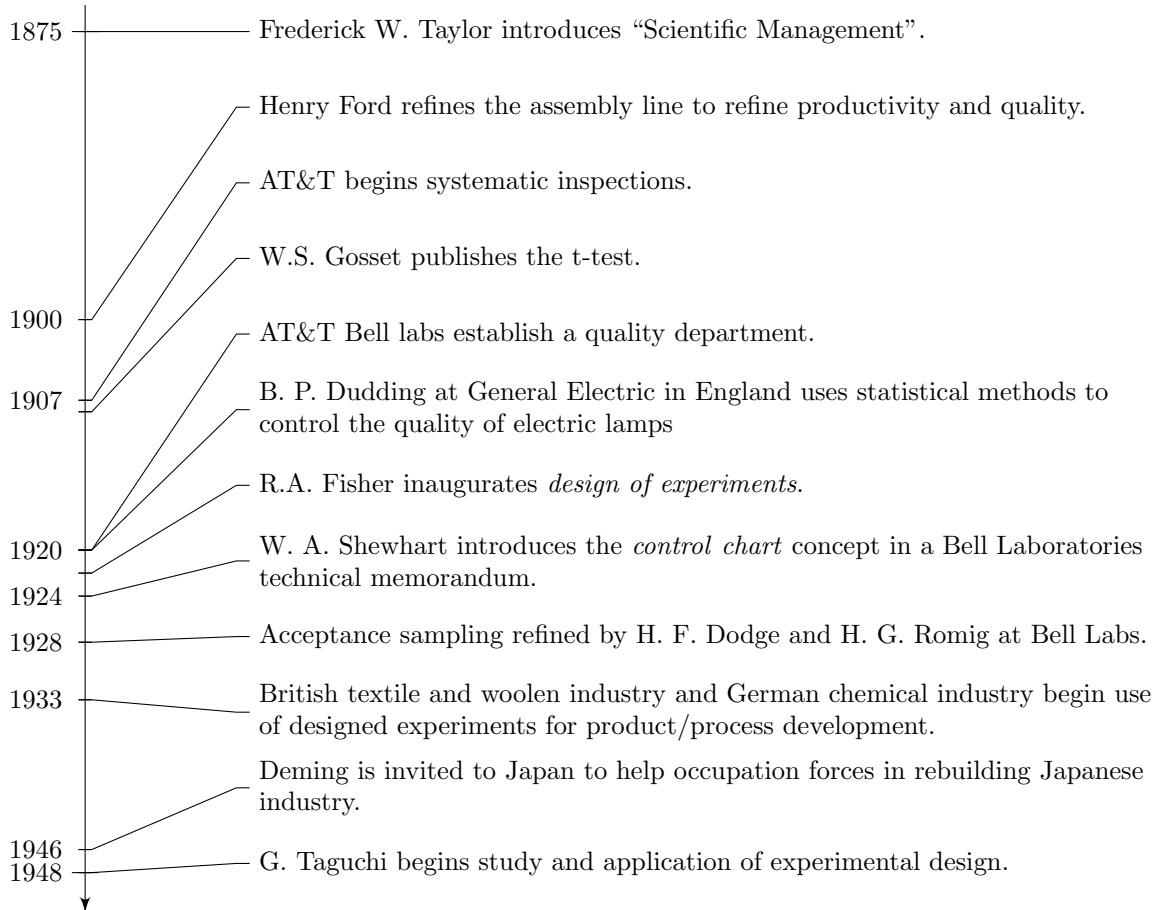 1875 Frederick W. Taylor introduces “Scientific Management”.
Henry Ford refines the assembly line to refine productivity and quality.
AT&T begins systematic inspections.
W.S. Gosset publishes the t-test.
1900
AT&T Bell labs establish a quality department.
1907
B. P. Dudding at General Electric in England uses statistical methods to
control the quality of electric lamps
R.A. Fisher inaugurates design of experiments.
1920
W. A. Shewhart introduces the control chart concept in a Bell Laboratories
technical memorandum.
1924
1928
Acceptance sampling refined by H. F. Dodge and H. G. Romig at Bell Labs.
1933
British textile and woolen industry and German chemical industry begin use
of designed experiments for product/process development.
Deming is invited to Japan to help occupation forces in rebuilding Japanese
industry.
1946
1948
G. Taguchi begins study and application of experimental design.